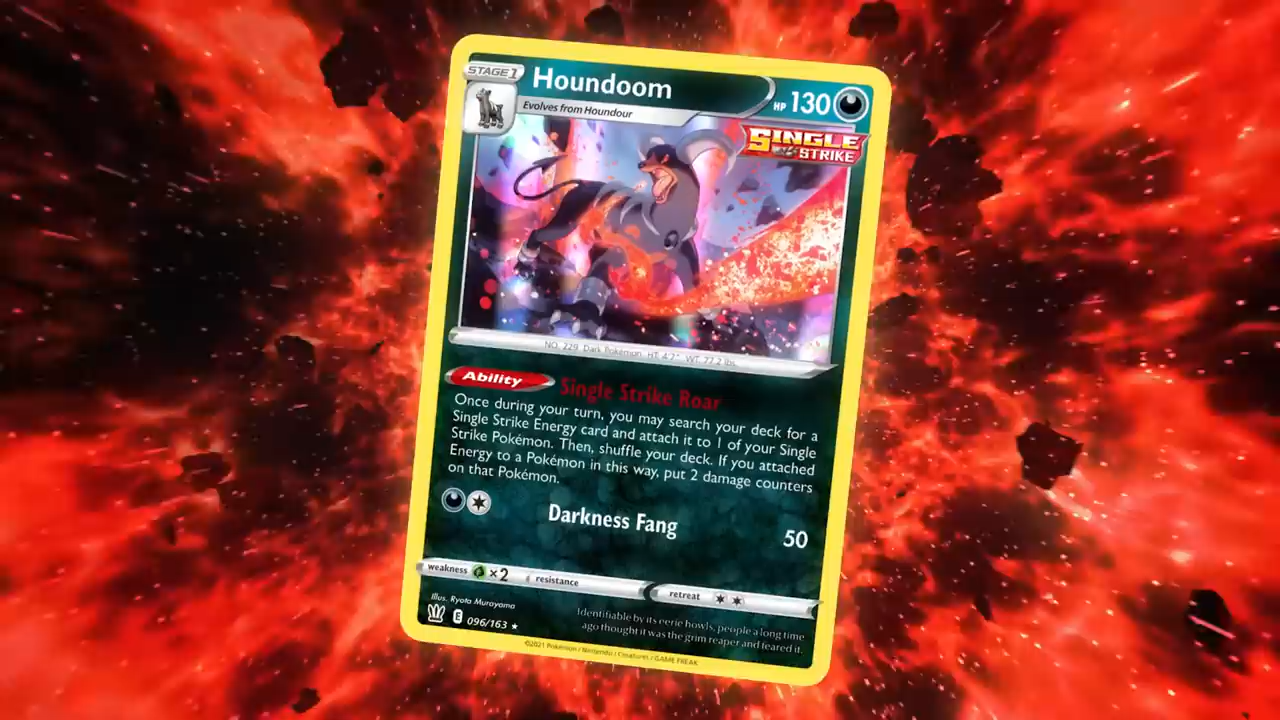 STAGE 1
Houndoom
HP 130
Evolves from Houndour
SINGLE
STRIKE
NO. 229 Dark Pokémon HT: 4'7" WT: 77.2 lbs.
Ability Single Strike Roar
Once during your turn, you may search your deck for a
Single Strike Energy card and attach it to 1 of your Single
Strike Pokémon. Then, shuffle your deck. If you attached
Energy to a Pokémon in this way, put 2 damage counters
on that Pokémon.
Darkness Fang 50
weakness ×2 resistance retreat
Illus. Ryota Murayama
E 096/163 ★
Identifiable by its eerie howls, people a long time
ago thought it was the grim reaper and feared it.
©2021 Pokémon / Nintendo / Creatures / GAME FREAK